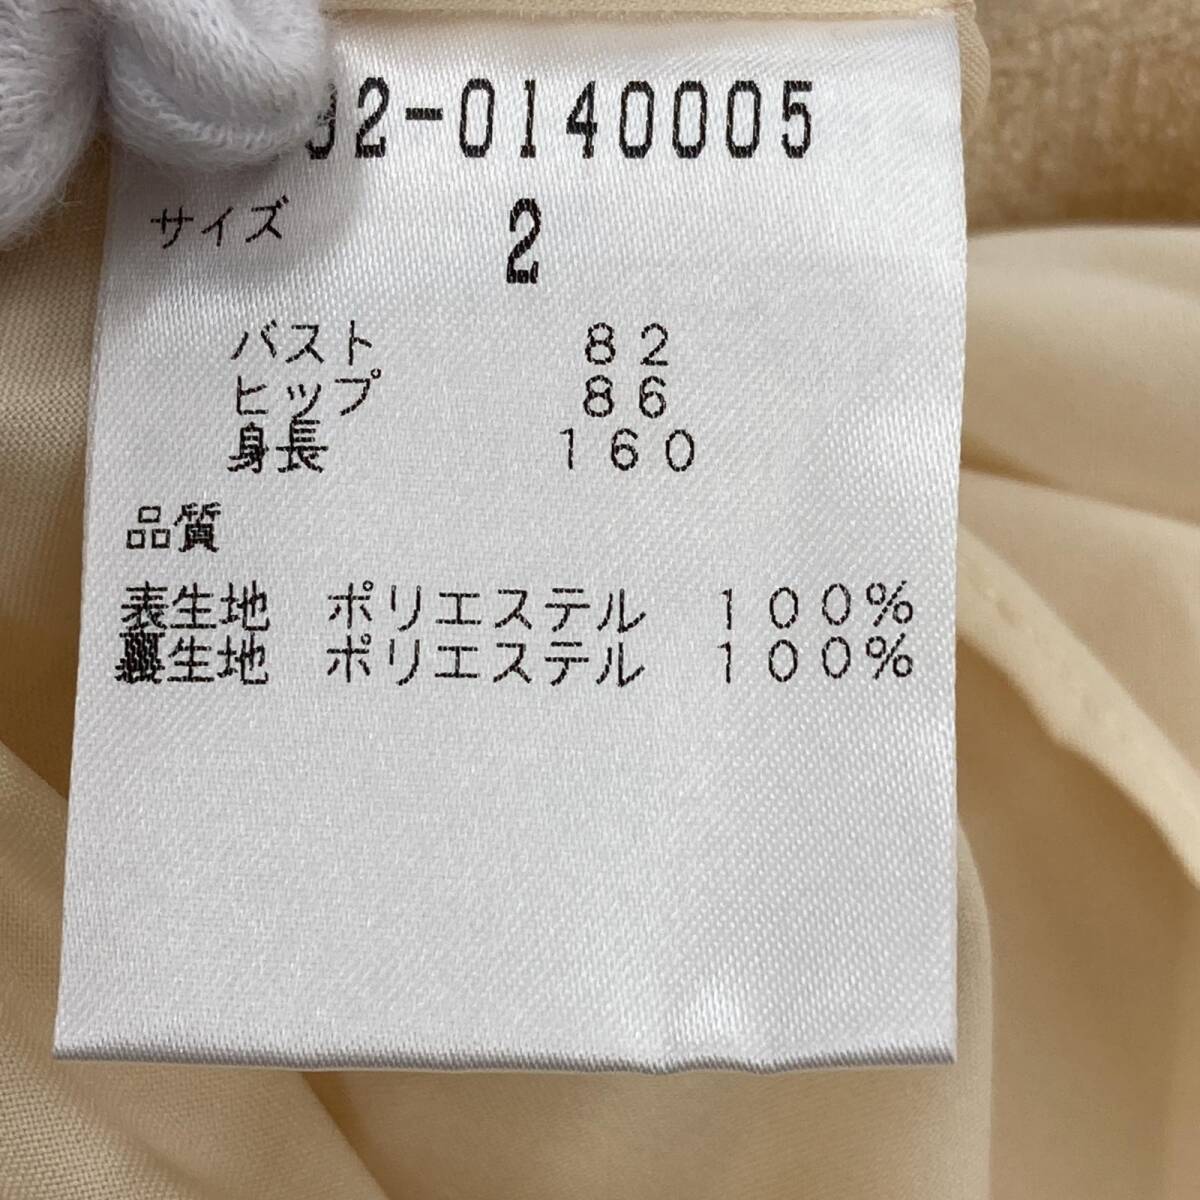 02-0140005
サイズ 2
バスト 82
ヒップ 86
身長 160
品質
表生地 ポリエステル 100%
裏生地 ポリエステル 100%